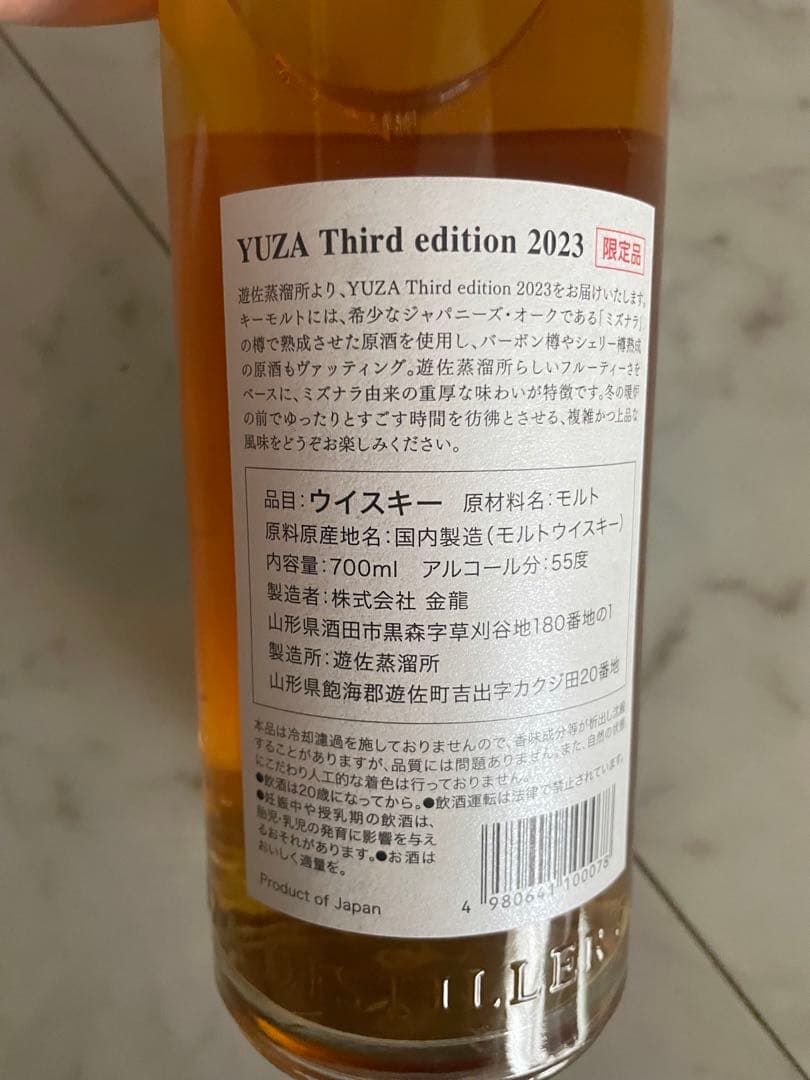 YUZA Third edition 2023 限定品
遊佐蒸溜所より、YUZA Third edition 2023をお届けいたします。
キーモルトには、希少なジャパニーズ・オークである「ミズナラ」
の樽で熟成させた原酒を使用し、バーボン樽やシェリー樽熟成
の原酒もヴァッティング。遊佐蒸溜所らしいフルーティーさを
ベースに、ミズナラ由来の重厚な味わいが特徴です。冬の暖炉
の前でゆったりとすごす時間を彷彿とさせる、複雑かつ上品な
風味をどうぞお楽しみください。
品目:ウイスキー 原材料名:モルト
原料原産地名:国内製造(モルトウイスキー)
内容量:700ml アルコール分:55度
製造者:株式会社 金龍
山形県酒田市黒森字草刈谷地180番地の1
製造所:遊佐蒸溜所
山形県飽海郡遊佐町吉出字カクジ田20番地
本品は冷却濾過を施しておりませんので、香味成分等が析出し沈殿
することがありますが、品質には問題ありません。また、自然の状態
にこだわり人工的な着色は行っておりません。
●飲酒は20歳になってから。●飲酒運転は法律で禁止されています。
●妊娠中や授乳期の飲酒は、
胎児・乳児の発育に影響を与え
るおそれがあります。●お酒は
おいしく適量を。
Product of Japan
4 980641 100078